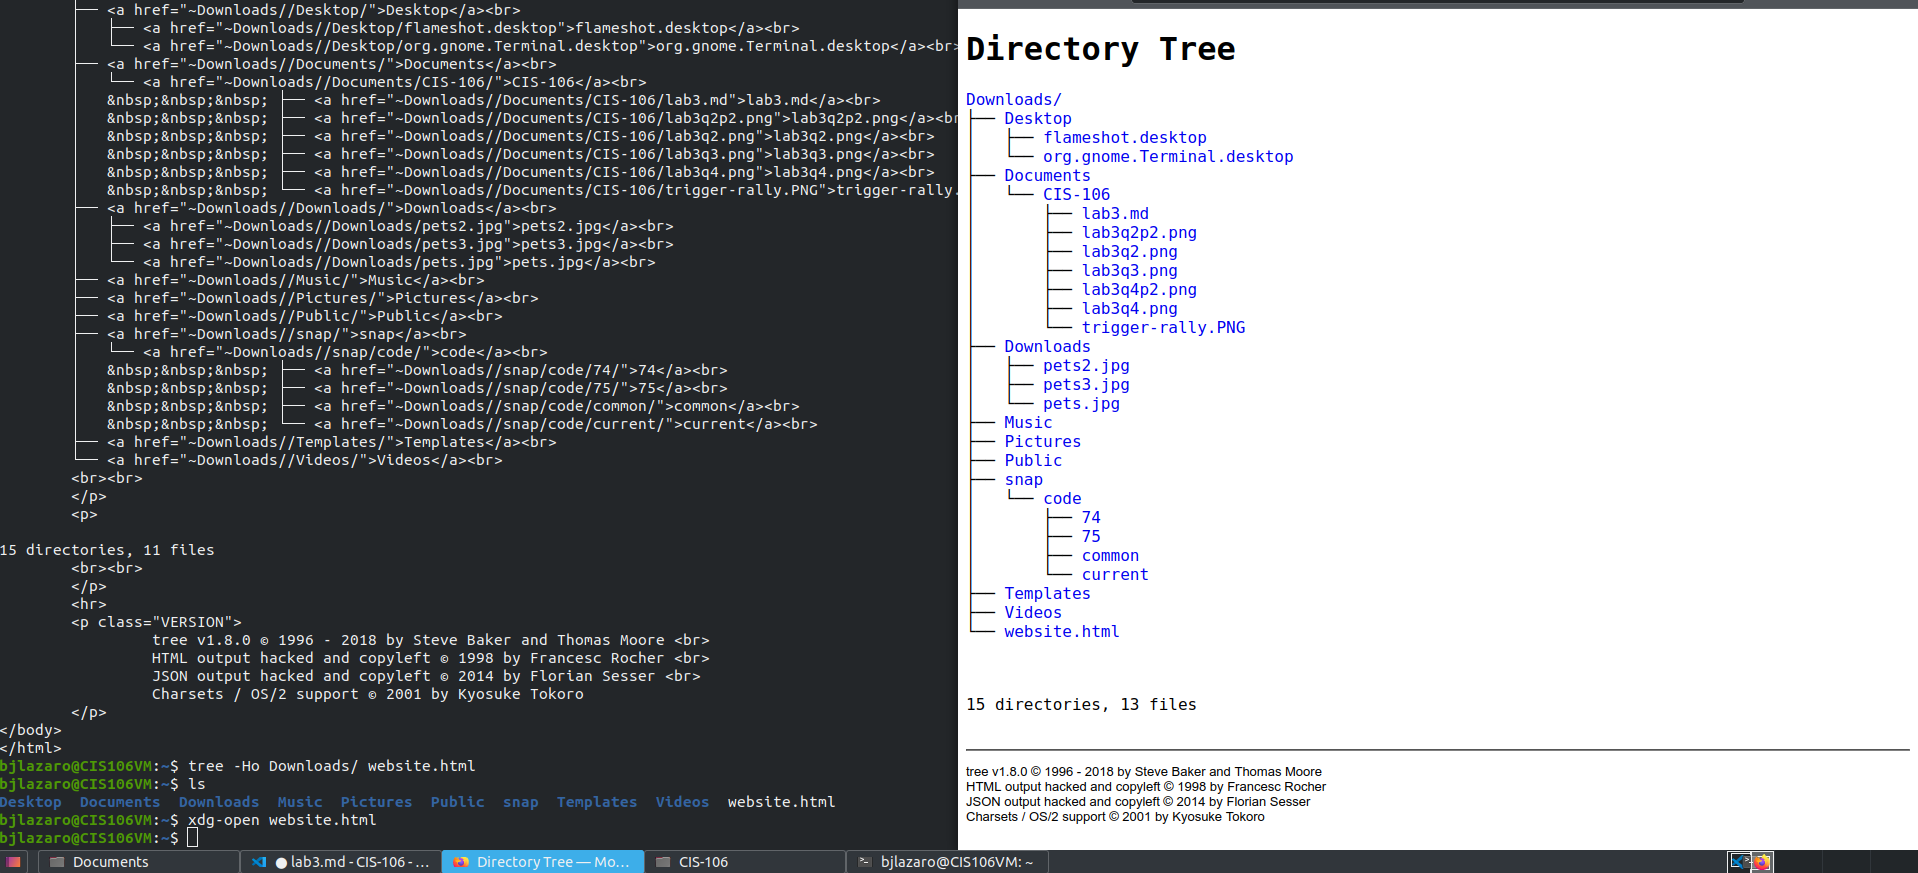 ├── <a href="~Downloads//Desktop/">Desktop</a><br>
│   ├── <a href="~Downloads//Desktop/flameshot.desktop">flameshot.desktop</a><br>
│   └── <a href="~Downloads//Desktop/org.gnome.Terminal.desktop">org.gnome.Terminal.desktop</a><br>
├── <a href="~Downloads//Documents/">Documents</a><br>
│   └── <a href="~Downloads//Documents/CIS-106/">CIS-106</a><br>
│   &nbsp;&nbsp;&nbsp; ├── <a href="~Downloads//Documents/CIS-106/lab3.md">lab3.md</a><br>
│   &nbsp;&nbsp;&nbsp; ├── <a href="~Downloads//Documents/CIS-106/lab3q2p2.png">lab3q2p2.png</a><br
│   &nbsp;&nbsp;&nbsp; ├── <a href="~Downloads//Documents/CIS-106/lab3q2.png">lab3q2.png</a><br>
│   &nbsp;&nbsp;&nbsp; ├── <a href="~Downloads//Documents/CIS-106/lab3q3.png">lab3q3.png</a><br>
│   &nbsp;&nbsp;&nbsp; ├── <a href="~Downloads//Documents/CIS-106/lab3q4.png">lab3q4.png</a><br>
│   &nbsp;&nbsp;&nbsp; └── <a href="~Downloads//Documents/CIS-106/trigger-rally.PNG">trigger-rally.
├── <a href="~Downloads//Downloads/">Downloads</a><br>
│   ├── <a href="~Downloads//Downloads/pets2.jpg">pets2.jpg</a><br>
│   ├── <a href="~Downloads//Downloads/pets3.jpg">pets3.jpg</a><br>
│   └── <a href="~Downloads//Downloads/pets.jpg">pets.jpg</a><br>
├── <a href="~Downloads//Music/">Music</a><br>
├── <a href="~Downloads//Pictures/">Pictures</a><br>
├── <a href="~Downloads//Public/">Public</a><br>
├── <a href="~Downloads//snap/">snap</a><br>
│   └── <a href="~Downloads//snap/code/">code</a><br>
│   &nbsp;&nbsp;&nbsp; ├── <a href="~Downloads//snap/code/74/">74</a><br>
│   &nbsp;&nbsp;&nbsp; ├── <a href="~Downloads//snap/code/75/">75</a><br>
│   &nbsp;&nbsp;&nbsp; ├── <a href="~Downloads//snap/code/common/">common</a><br>
│   &nbsp;&nbsp;&nbsp; └── <a href="~Downloads//snap/code/current/">current</a><br>
├── <a href="~Downloads//Templates/">Templates</a><br>
└── <a href="~Downloads//Videos/">Videos</a><br>
<br><br>
</p>
<p>
15 directories, 11 files
<br><br>
</p>
<hr>
<p class="VERSION">
tree v1.8.0 © 1996 - 2018 by Steve Baker and Thomas Moore <br>
HTML output hacked and copyleft © 1998 by Francesc Rocher <br>
JSON output hacked and copyleft © 2014 by Florian Sesser <br>
Charsets / OS/2 support © 2001 by Kyosuke Tokoro
</p>
</body>
</html>
bjlazaro@CIS106VM:~$ tree -Ho Downloads/ website.html
bjlazaro@CIS106VM:~$ ls
Desktop  Documents  Downloads  Music  Pictures  Public  snap  Templates  Videos  website.html
bjlazaro@CIS106VM:~$ xdg-open website.html
bjlazaro@CIS106VM:~$
Directory Tree
Downloads/
├── Desktop
│   ├── flameshot.desktop
│   └── org.gnome.Terminal.desktop
├── Documents
│   └── CIS-106
│       ├── lab3.md
│       ├── lab3q2p2.png
│       ├── lab3q2.png
│       ├── lab3q3.png
│       ├── lab3q4p2.png
│       ├── lab3q4.png
│       └── trigger-rally.PNG
├── Downloads
│   ├── pets2.jpg
│   ├── pets3.jpg
│   └── pets.jpg
├── Music
├── Pictures
├── Public
├── snap
│   └── code
│       ├── 74
│       ├── 75
│       ├── common
│       └── current
├── Templates
├── Videos
└── website.html
15 directories, 13 files
tree v1.8.0 © 1996 - 2018 by Steve Baker and Thomas Moore
HTML output hacked and copyleft © 1998 by Francesc Rocher
JSON output hacked and copyleft © 2014 by Florian Sesser
Charsets / OS/2 support © 2001 by Kyosuke Tokoro
Documents
● lab3.md - CIS-106 - ...
Directory Tree — Mo...
CIS-106
bjlazaro@CIS106VM: ~